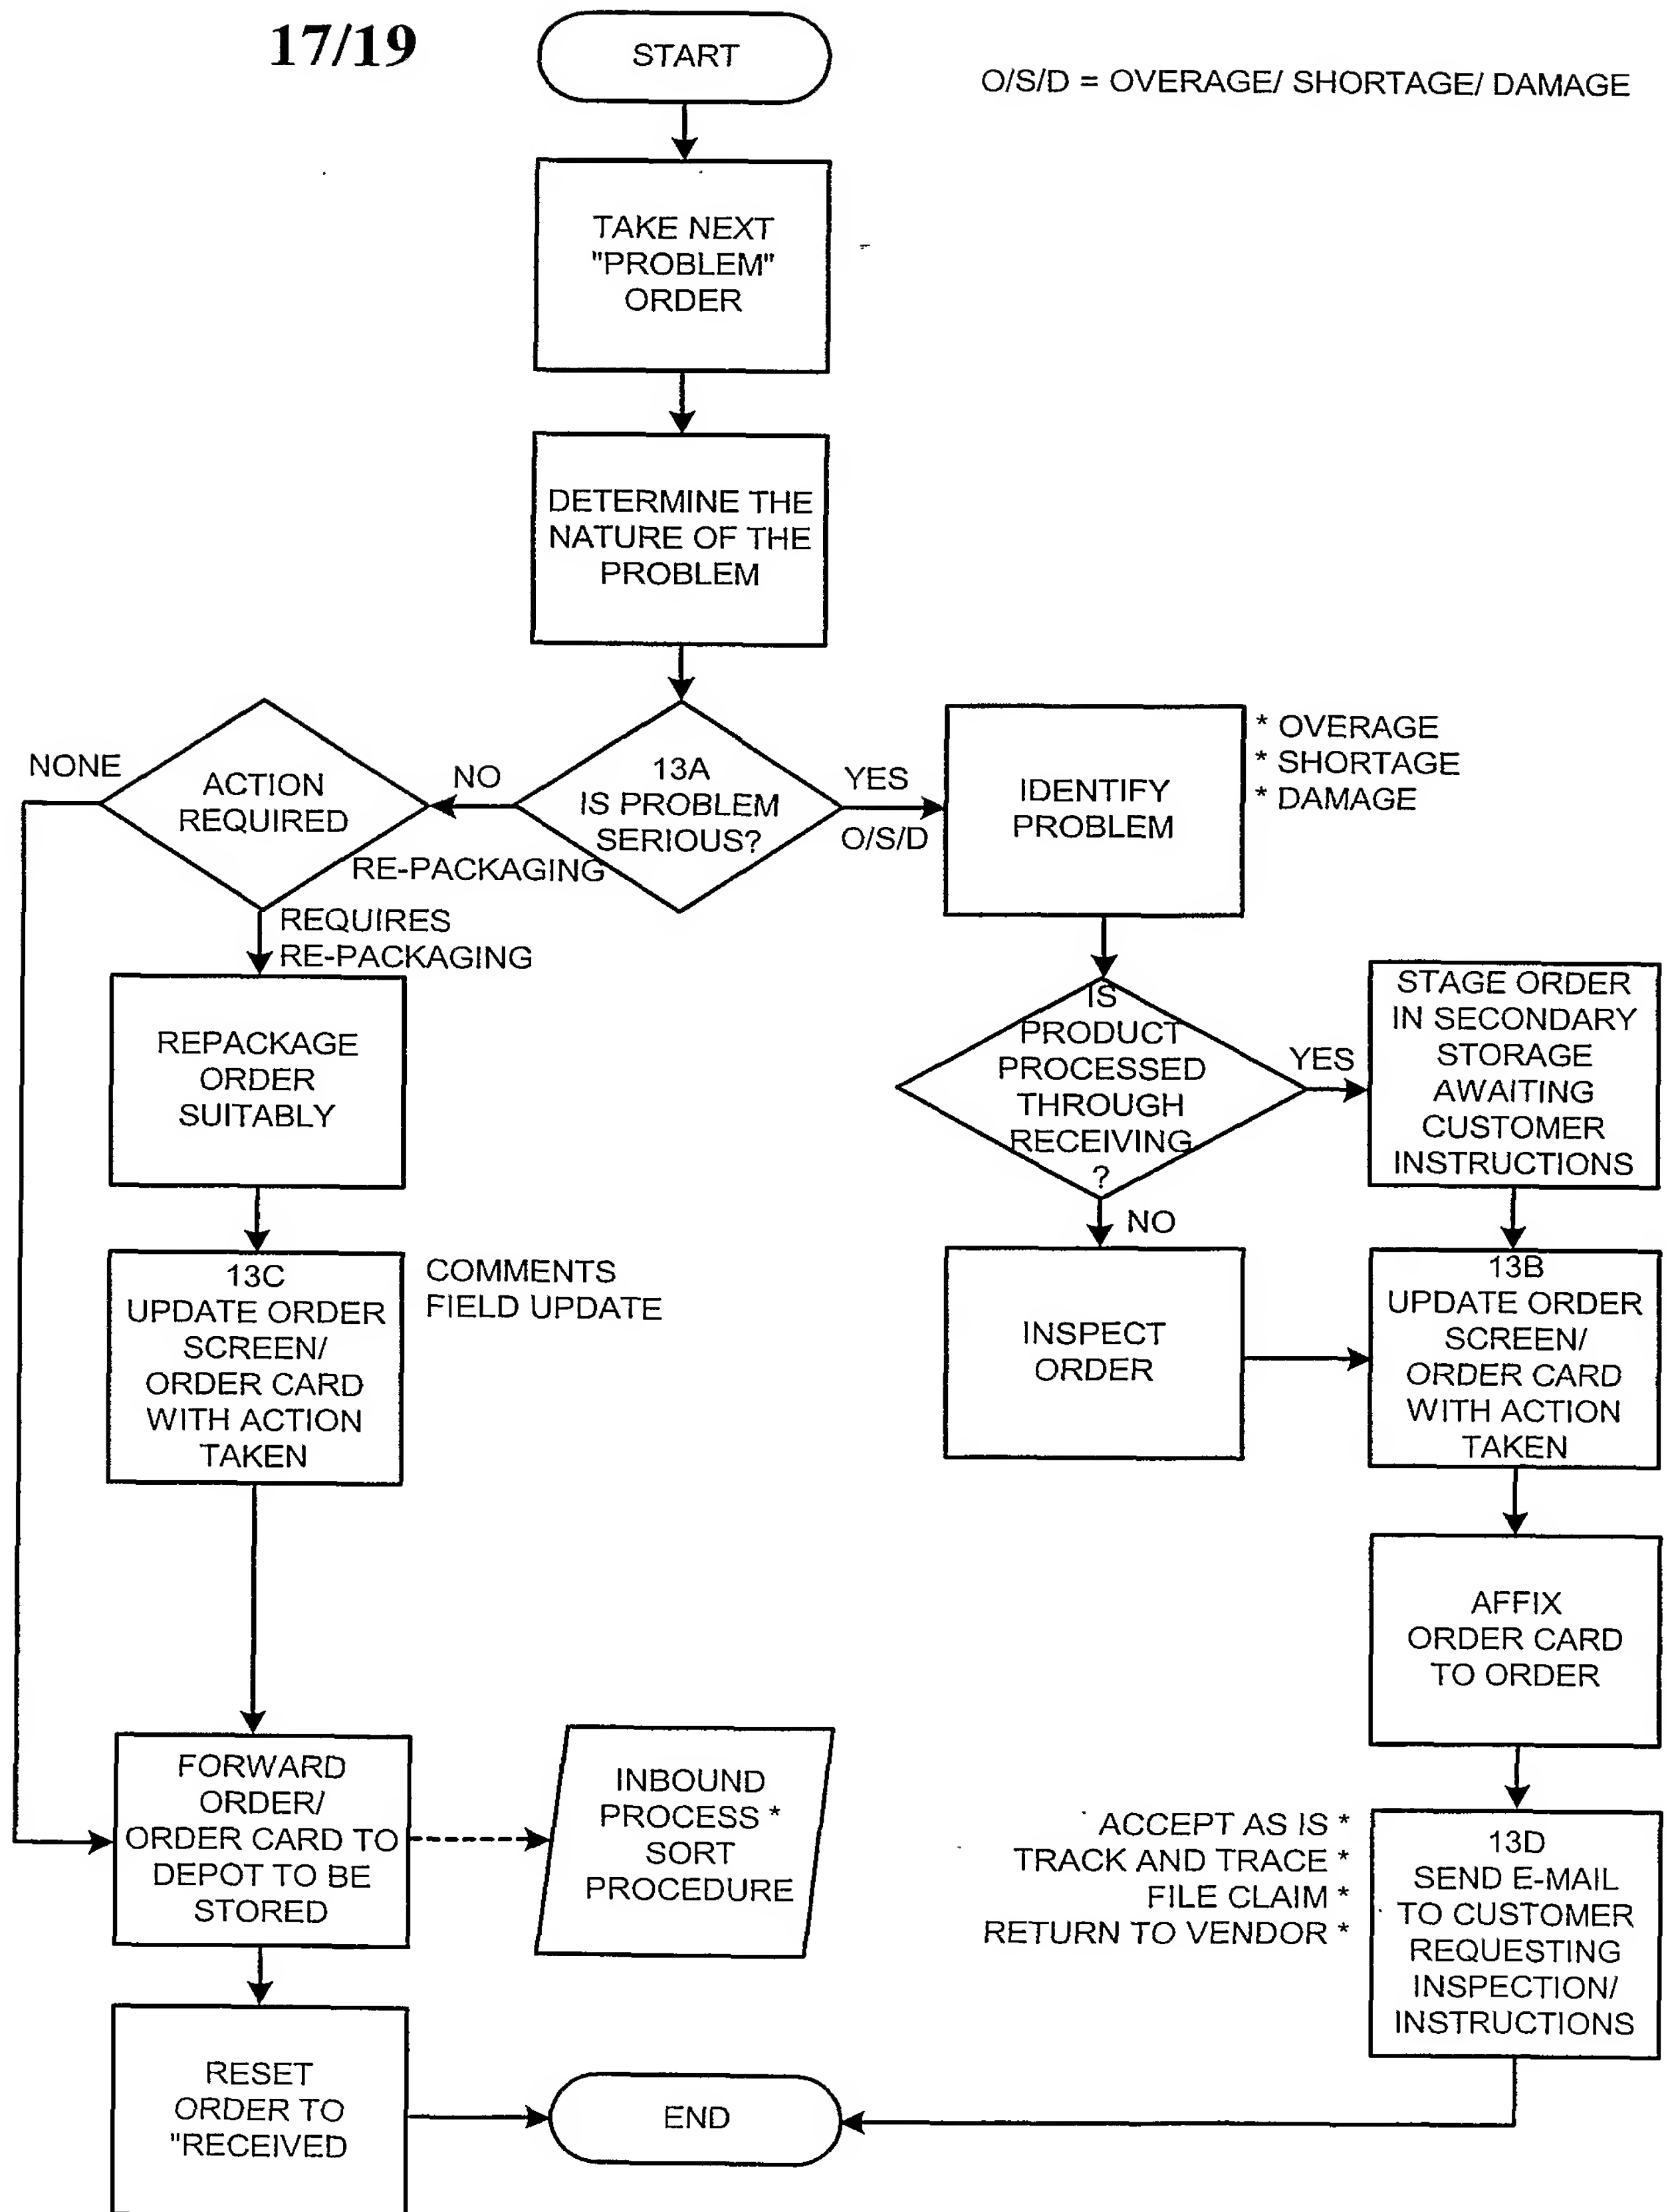 17/19
START
O/S/D = OVERAGE/ SHORTAGE/ DAMAGE
TAKE NEXT
"PROBLEM"
ORDER
DETERMINE THE
NATURE OF THE
PROBLEM
NONE
ACTION
REQUIRED
NO
RE-PACKAGING
13A
IS PROBLEM
SERIOUS?
YES
O/S/D
IDENTIFY
PROBLEM
* OVERAGE
* SHORTAGE
* DAMAGE
REQUIRES
RE-PACKAGING
REPACKAGE
ORDER
SUITABLY
IS
PRODUCT
PROCESSED
THROUGH
RECEIVING
?
YES
NO
STAGE ORDER
IN SECONDARY
STORAGE
AWAITING
CUSTOMER
INSTRUCTIONS
13C
UPDATE ORDER
SCREEN/
ORDER CARD
WITH ACTION
TAKEN
COMMENTS
FIELD UPDATE
INSPECT
ORDER
13B
UPDATE ORDER
SCREEN/
ORDER CARD
WITH ACTION
TAKEN
AFFIX
ORDER CARD
TO ORDER
FORWARD
ORDER/
ORDER CARD TO
DEPOT TO BE
STORED
INBOUND
PROCESS *
SORT
PROCEDURE
ACCEPT AS IS *
TRACK AND TRACE *
FILE CLAIM *
RETURN TO VENDOR *
13D
SEND E-MAIL
TO CUSTOMER
REQUESTING
INSPECTION/
INSTRUCTIONS
RESET
ORDER TO
"RECEIVED
END